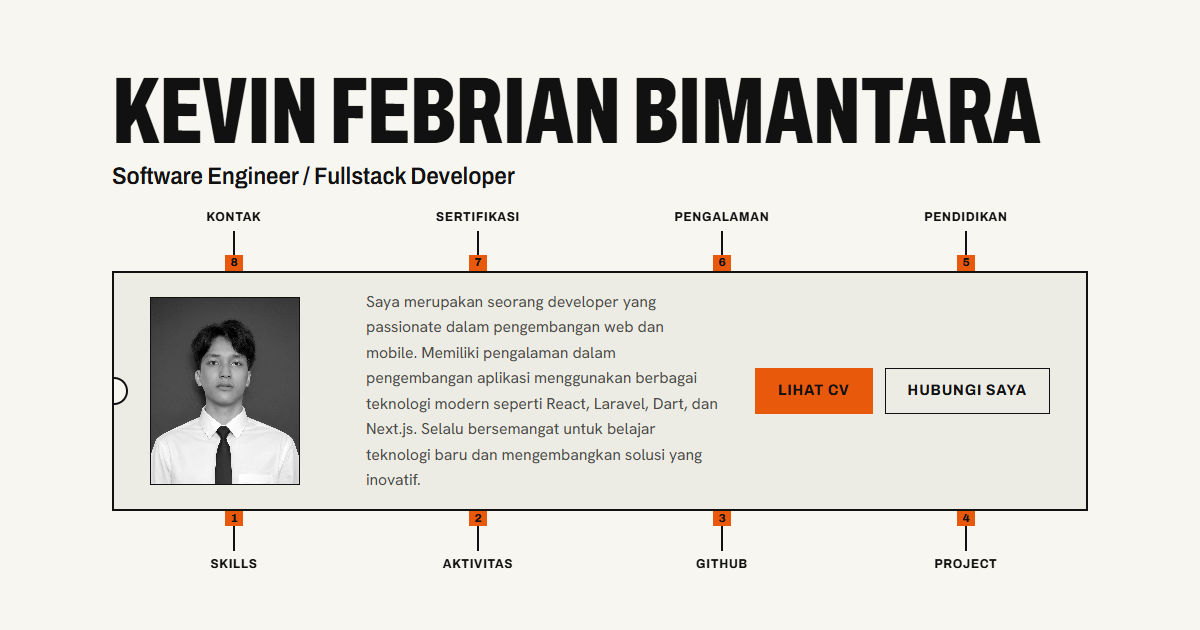 KEVIN FEBRIAN BIMANTARA
Software Engineer / Fullstack Developer
KONTAK SERTIFIKASI PENGALAMAN PENDIDIKAN
8 7 6 5
Saya merupakan seorang developer yang
passionate dalam pengembangan web dan
mobile. Memiliki pengalaman dalam
pengembangan aplikasi menggunakan berbagai
teknologi modern seperti React, Laravel, Dart, dan
Next.js. Selalu bersemangat untuk belajar
teknologi baru dan mengembangkan solusi yang
inovatif.
LIHAT CV HUBUNGI SAYA
1 2 3 4
SKILLS AKTIVITAS GITHUB PROJECT